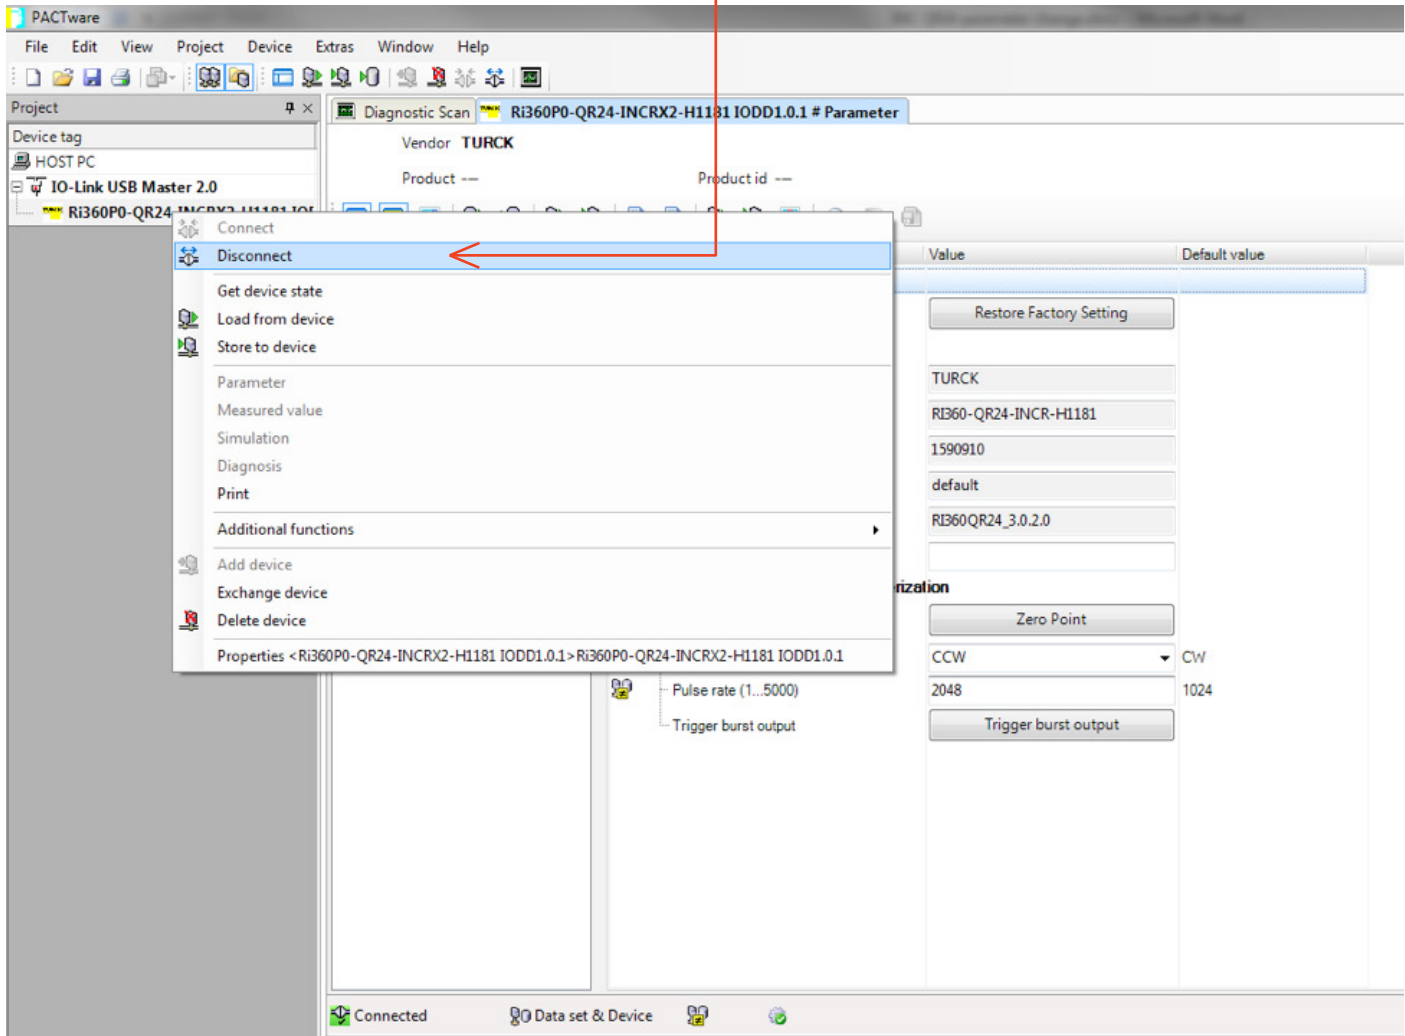 PACTware
File Edit View Project Device Extras Window Help
Project
Diagnostic Scan TURCK Ri360P0-QR24-INCRX2-H1181 IODD1.0.1 # Parameter
Device tag
Vendor TURCK
HOST PC
Product ---
Product id ---
IO-Link USB Master 2.0
TURCK Ri360P0-QR24-INCRX2-H1181 IOI
Connect
Disconnect
Value
Default value
Get device state
Load from device
Restore Factory Setting
Store to device
Parameter
TURCK
Measured value
RI360-QR24-INCR-H1181
Simulation
1590910
Diagnosis
default
Print
Additional functions
RI360QR24_3.0.2.0
Add device
Exchange device
rization
Delete device
Zero Point
Properties <Ri360P0-QR24-INCRX2-H1181 IODD1.0.1>Ri360P0-QR24-INCRX2-H1181 IODD1.0.1
CCW
CW
Pulse rate (1...5000)
2048
1024
Trigger burst output
Trigger burst output
Connected
Data set & Device